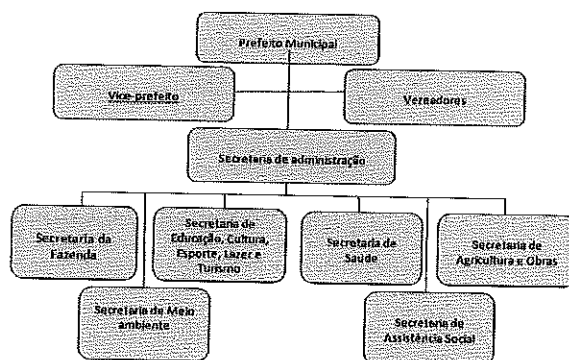 Prefeito Municipal
Vice-prefeito
Vereadores
Secretaria de administração
Secretaria da
Fazenda
Secretaria de
Educação, Cultura,
Esporte, Lazer e
Turismo
Secretaria de
Saúde
Secretaria de
Agricultura e Obras
Secretaria de Meio
ambiente
Secretaria de
Assistência Social